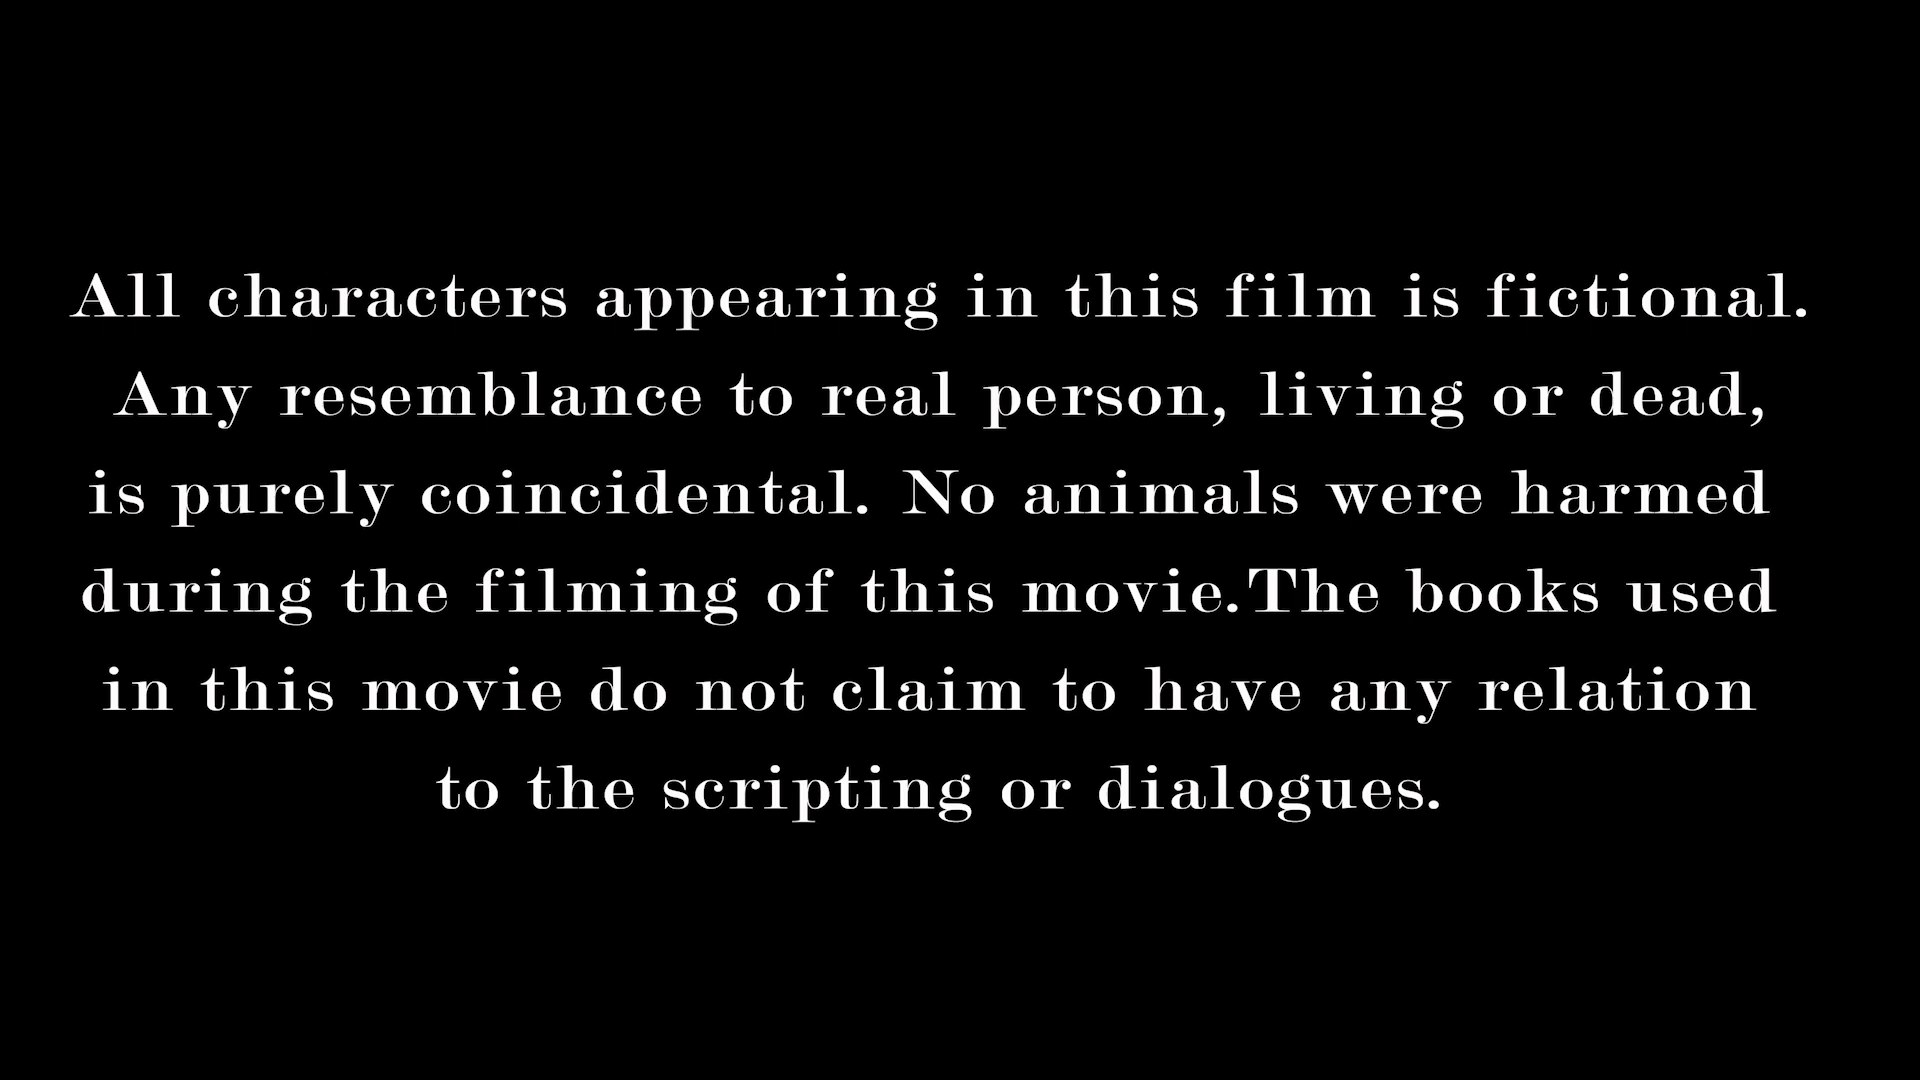 All characters appearing in this film is fictional.
Any resemblance to real person, living or dead,
is purely coincidental. No animals were harmed
during the filming of this movie.The books used
in this movie do not claim to have any relation
to the scripting or dialogues.